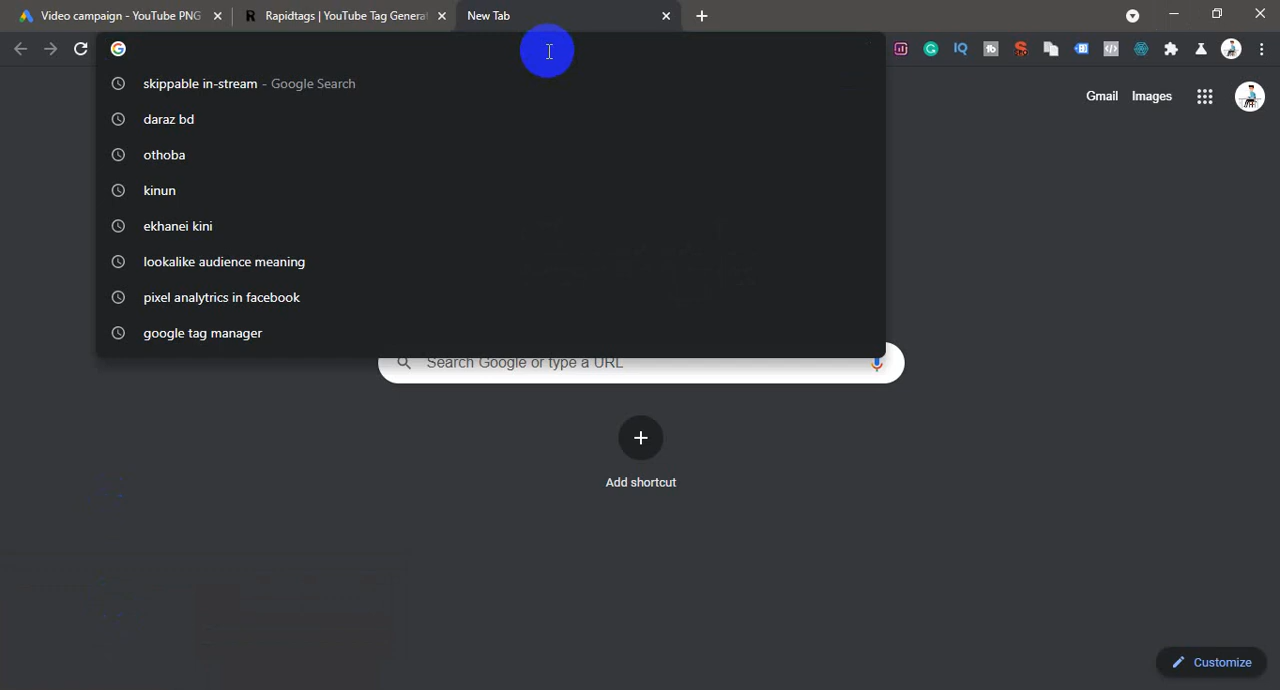 Video campaign - YouTube PNG
Rapidtags | YouTube Tag Generat
New Tab
skippable in-stream - Google Search
daraz bd
othoba
kinun
ekhanei kini
lookalike audience meaning
pixel analytrics in facebook
google tag manager
Gmail Images
Search Google or type a URL
Add shortcut
Customize